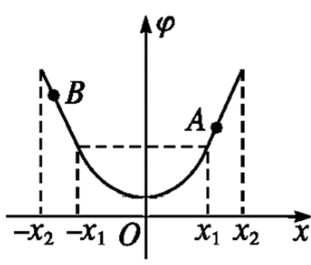 φ
B
A
-x₂ -x₁ O x₁ x₂ x